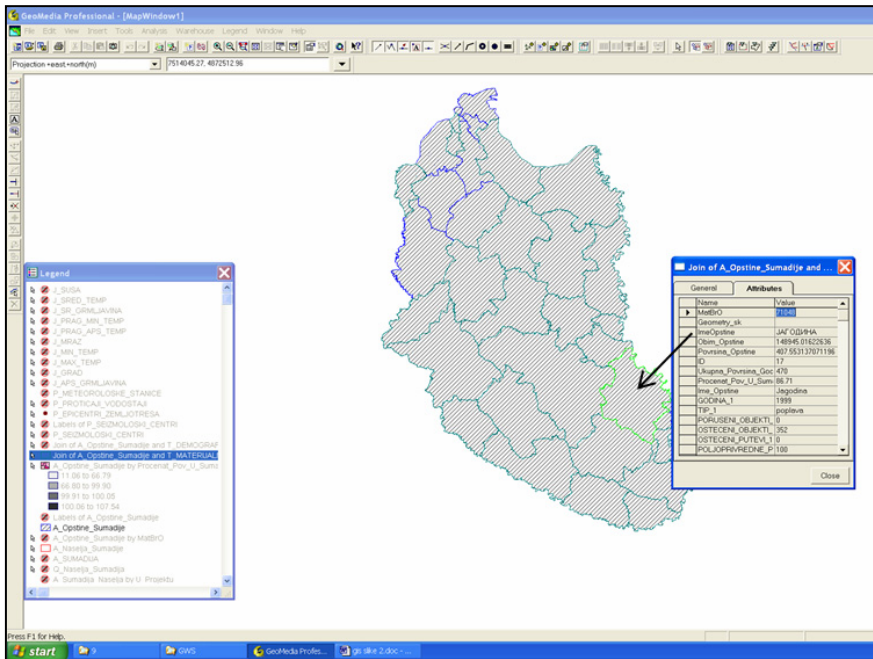 GeoMedia Professional - [MapWindow1]
File Edit View Insert Tools Analysis Warehouse Legend Window Help
Projection +east,+north(m)
7514045.27, 4872512.96
Legend
J_SUSA
J_SRED_TEMP
J_SR_GRMLJAVINA
J_PRAG_MIN_TEMP
J_PRAG_APS_TEMP
J_MRAZ
J_MIN_TEMP
J_MAX_TEMP
J_GRAD
J_APS_GRMLJAVINA
P_METEOROLOSKE_STANICE
P_PROTICAJI_VODOSTAJI
P_EPICENTRI_ZEMLJOTRESA
Labels of P_SEIZMOLOSKI_CENTRI
P_SEIZMOLOSKI_CENTRI
Join of A_Opstine_Sumadije and T_DEMOGRAF
Join of A_Opstine_Sumadije and T_MATERIJAL
A_Opstine_Sumadije by Procenat_Pov_U_Suma
11.06 to 66.79
66.80 to 99.90
99.91 to 100.05
100.06 to 107.54
Labels of A_Opstine_Sumadije
A_Opstine_Sumadije
A_Opstine_Sumadije by MatBrO
A_Naselja_Sumadije
A_SUMADIJA
Q_Naselja_Sumadija
A_Sumadija_Naselja by U_Projektu
Join of A_Opstine_Sumadije and ...
General Attributes
Name Value
MatBrO 71048
Geometry_sk
ImeOpstine ЈАГОДИНА
Obim_Opstine 148945.01622636
Povrsina_Opstine 407.553137071196
ID 17
Ukupna_Povrsina_Goc 470
Procenat_Pov_U_Sumi 86.71
Ime_Opstine Jagodina
GODINA_1 1999
TIP_1 poplava
PORUSENI_OBJEKTI_ 0
OSTECENI_OBJEKTI_ 352
OSTECENI_PUTEVI_1 0
POLJOPRIVREDNE_P 100
Close
Press F1 for Help.
start 9 GWS GeoMedia Profes... gis slike 2.doc - ...